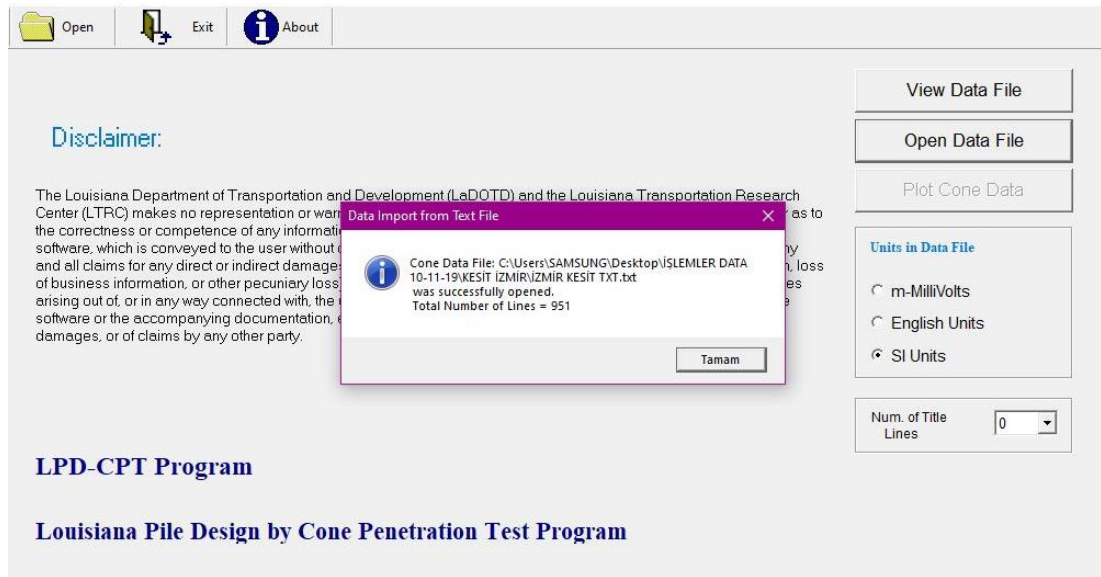 Open Exit About
View Data File
Open Data File
Plot Cone Data
Units in Data File
m-MilliVolts
English Units
SI Units
Num. of Title
Lines
0
Disclaimer:
The Louisiana Department of Transportation and Development (LaDOTD) and the Louisiana Transportation Research
Center (LTRC) makes no representation or as to
the correctness or competence of any
software, which is conveyed to the user without
and all claims for any direct or indirect loss
of business information, or other pecuniary loss
arising out of, or in any way connected with, the
software or the accompanying documentation,
damages, or of claims by any other party.
Data Import from Text File
Cone Data File: C:\Users\SAMSUNG\Desktop\İŞLEMLER DATA
10-11-19\KESİT İZMİR\İZMİR KESİT TXT.txt
was successfully opened.
Total Number of Lines = 951
Tamam
LPD-CPT Program
Louisiana Pile Design by Cone Penetration Test Program